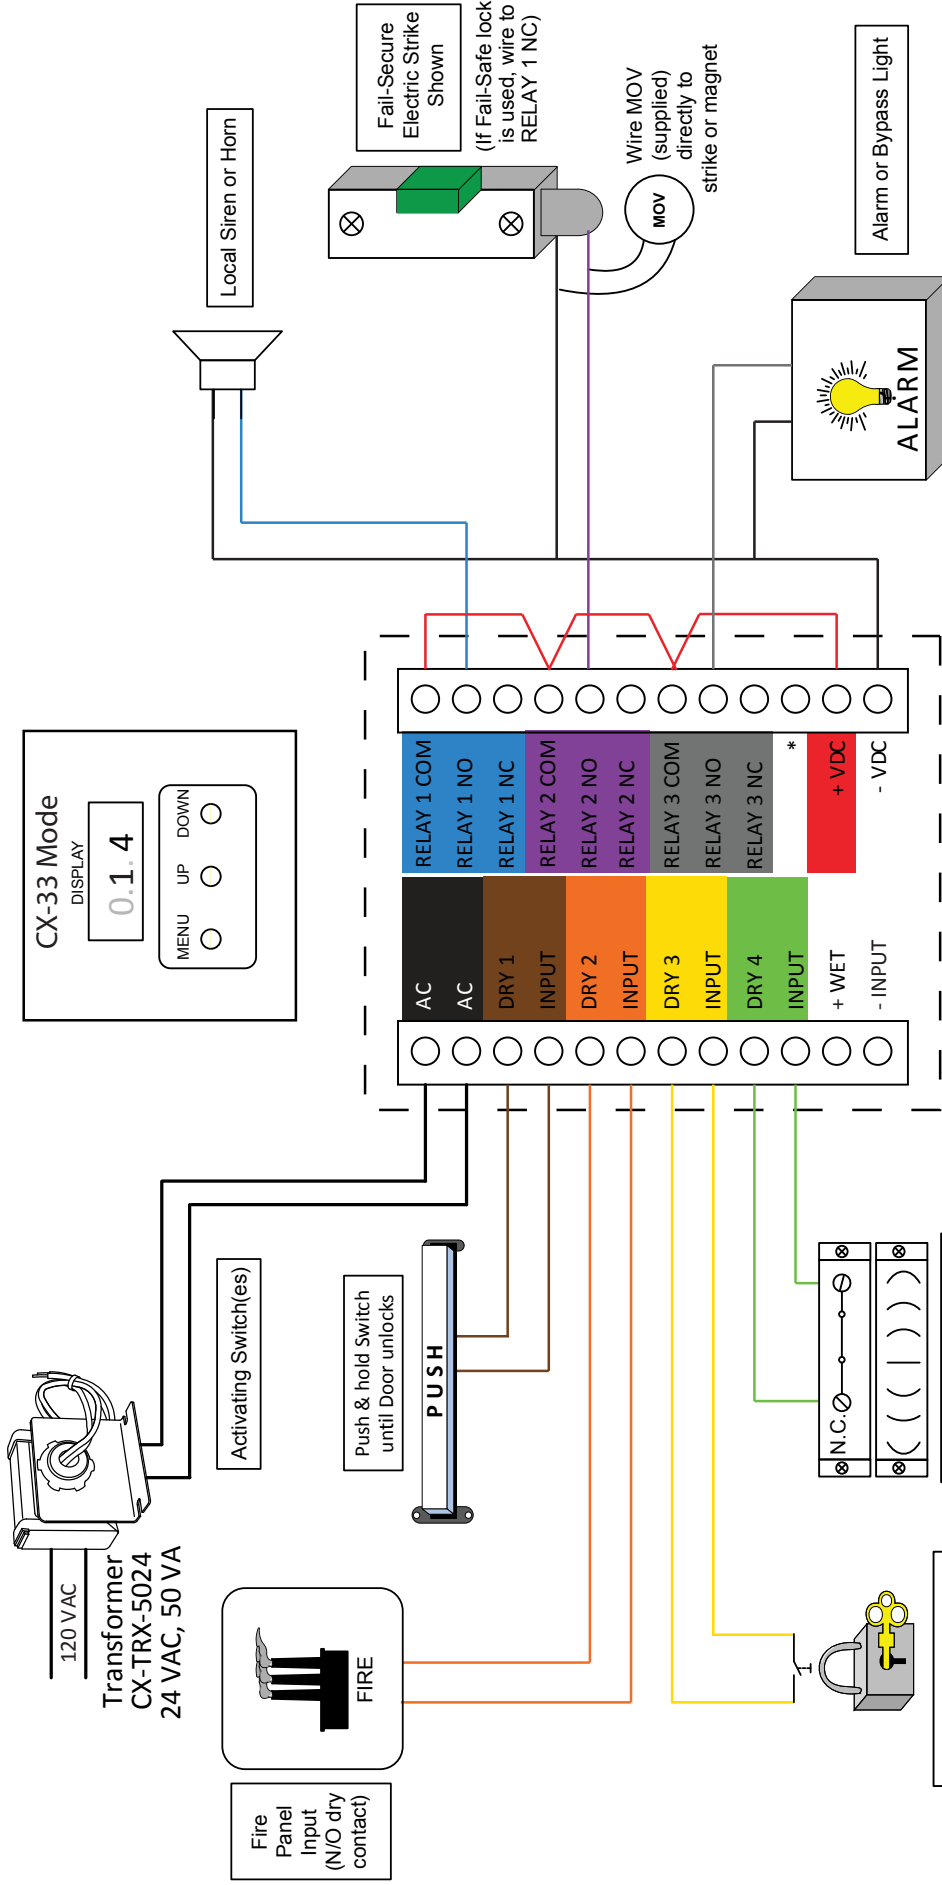 CX-33 Mode
DISPLAY
0.1.4
MENU
UP
DOWN
Local Siren or Horn
Fail-Secure
Electric Strike
Shown
(If Fail-Safe lock
is used, wire to
RELAY 1 NC)
MOV
Wire MOV
(supplied)
directly to
strike or magnet
Alarm or Bypass Light
ALARM
AC
AC
DRY 1
INPUT
DRY 2
INPUT
DRY 3
INPUT
DRY 4
INPUT
+ WET
- INPUT
RELAY 1 COM
RELAY 1 NO
RELAY 1 NC
RELAY 2 COM
RELAY 2 NO
RELAY 2 NC
RELAY 3 COM
RELAY 3 NO
RELAY 3 NC
*
+ VDC
- VDC
120 VAC
Transformer
CX-TRX-5024
24 VAC, 50 VA
Activating Switch(es)
Push & hold Switch
until Door unlocks
PUSH
Fire
Panel
Input
(N/O dry
contact)
FIRE
N.C.